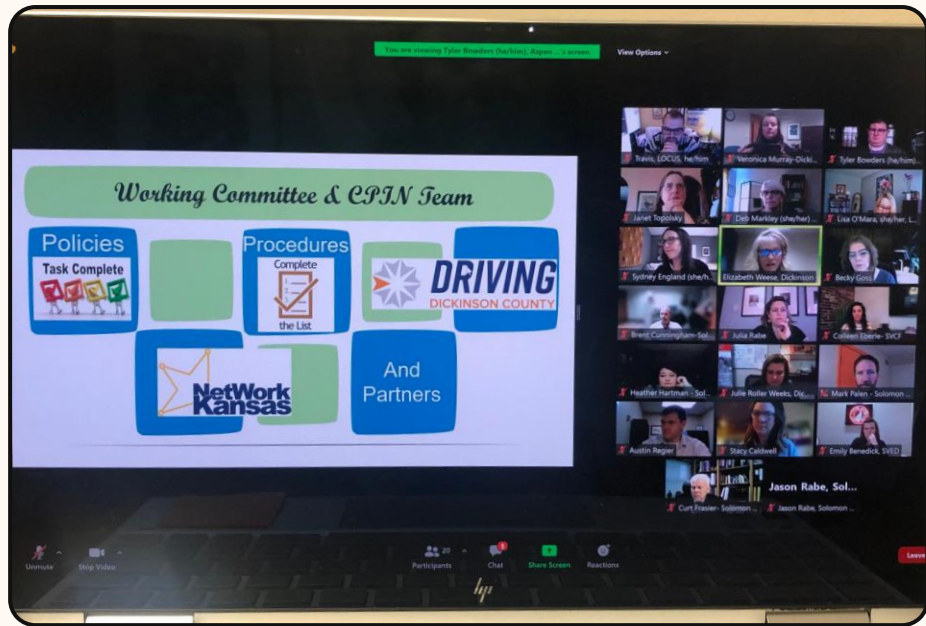 You are viewing Tyler Bowders (he/him), Aspen ...'s screen
View Options
Working Committee & CPIN Team
Policies
Task Complete
Procedures
Complete
the List
DRIVING
DICKINSON COUNTY
NetWork
Kansas
And
Partners
Travis, LOCUS, he/him
Veronica Murray-Dicki...
Tyler Bowders (he/him)...
Janet Topolsky
Deb Markley (she/her) ...
Lisa O'Mara, she/her, L...
Sydney England (she/h...
Elizabeth Weese, Dickinson
Becky Goss
Brent Cunningham-Sol...
Julia Rabe
Colleen Eberle- SVCF
Heather Hartman - Sol...
Julie Roller Weeks, Dic...
Mark Palen - Solomon ...
Austin Regier
Stacy Caldwell
Emily Benedick, SVED
Curt Frasier- Solomon ...
Jason Rabe, Sol...
Jason Rabe, Solomon ...
Unmute
Stop Video
20
Participants
Chat
Share Screen
Reactions
Leave
hp